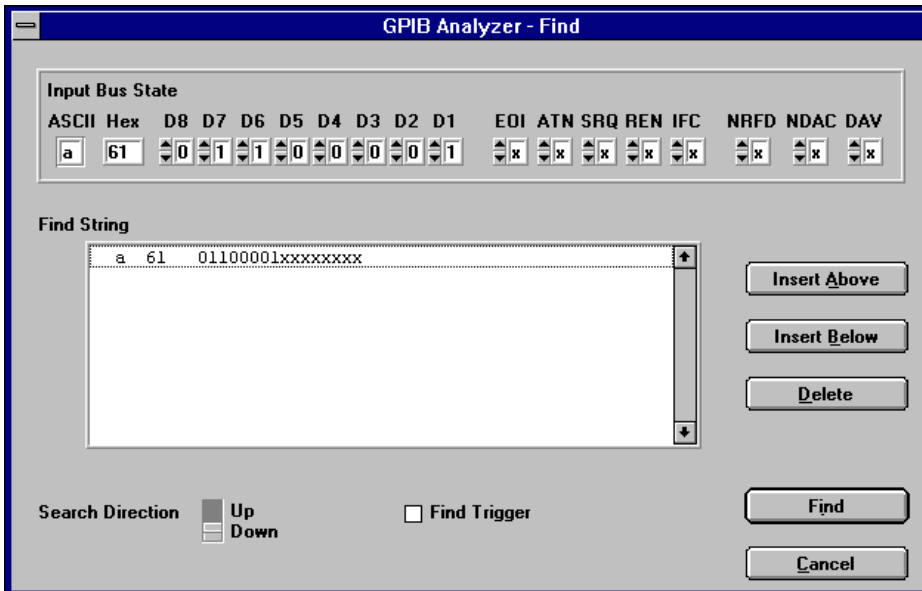 GPIB Analyzer - Find
Input Bus State
ASCII Hex D8 D7 D6 D5 D4 D3 D2 D1 EOI ATN SRQ REN IFC NRFD NDAC DAV
a 61 0 1 1 0 0 0 0 1 x x x x x x x x
Find String
a 61 01100001xxxxxxxx
Insert Above
Insert Below
Delete
Search Direction Up
Down
Find Trigger
Find
Cancel